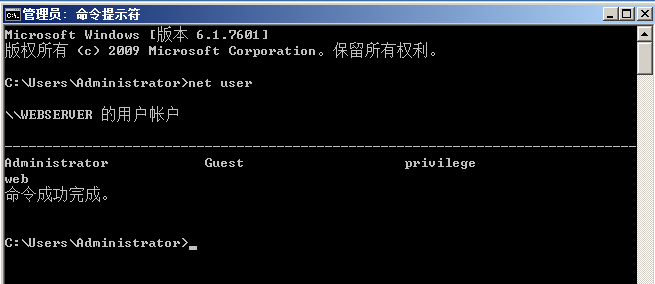 管理员: 命令提示符
Microsoft Windows [版本 6.1.7601]
版权所有 (c) 2009 Microsoft Corporation。保留所有权利。
C:\Users\Administrator>net user
\\WEBSERVER 的用户帐户
-------------------------------------------------------------------------------
Administrator            Guest                    privilege
web
命令成功完成。
C:\Users\Administrator>